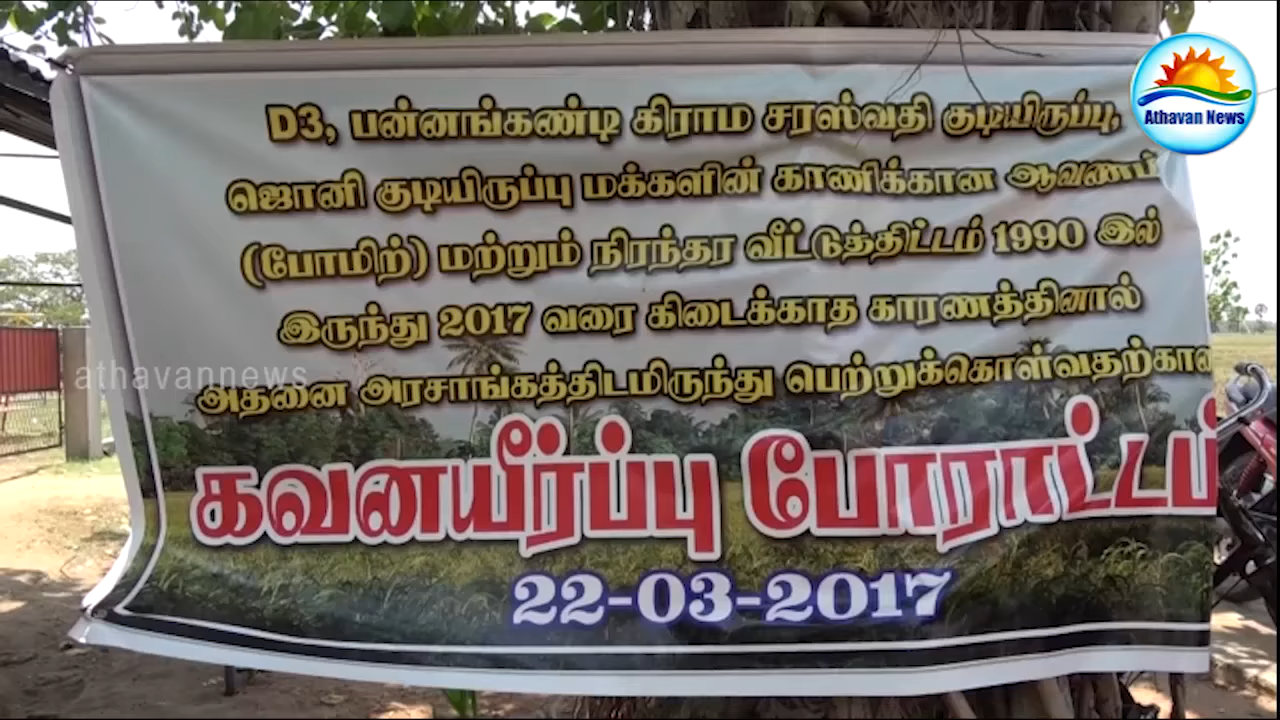 Athavan News
D3, பன்னங்கண்டி கிராம சரஸ்வதி குடியிருப்பு,
ஜொனி குடியிருப்பு மக்களின் காணிக்கான ஆவணப்
(போமிற்) மற்றும் நிரந்தர வீட்டுத்திட்டம் 1990 இல்
இருந்து 2017 வரை கிடைக்காத காரணத்தினால்
athavannews
அதனை அரசாங்கத்திடமிருந்து பெற்றுக்கொள்வதற்கான
கவனயீர்ப்பு போராட்டம்
22-03-2017